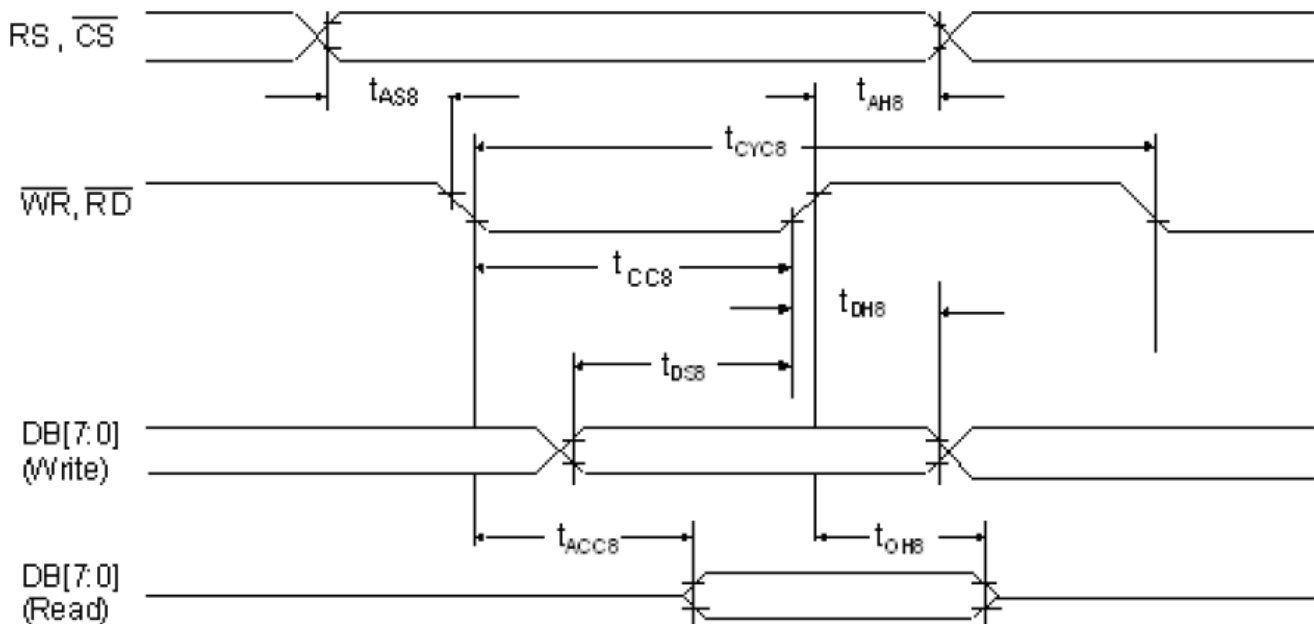 RS , CS
tAS8
tAH8
tCYC8
WR, RD
tCC8
tDH8
tDS8
DB[7:0]
(Write)
tACC8
tOH8
DB[7:0]
(Read)